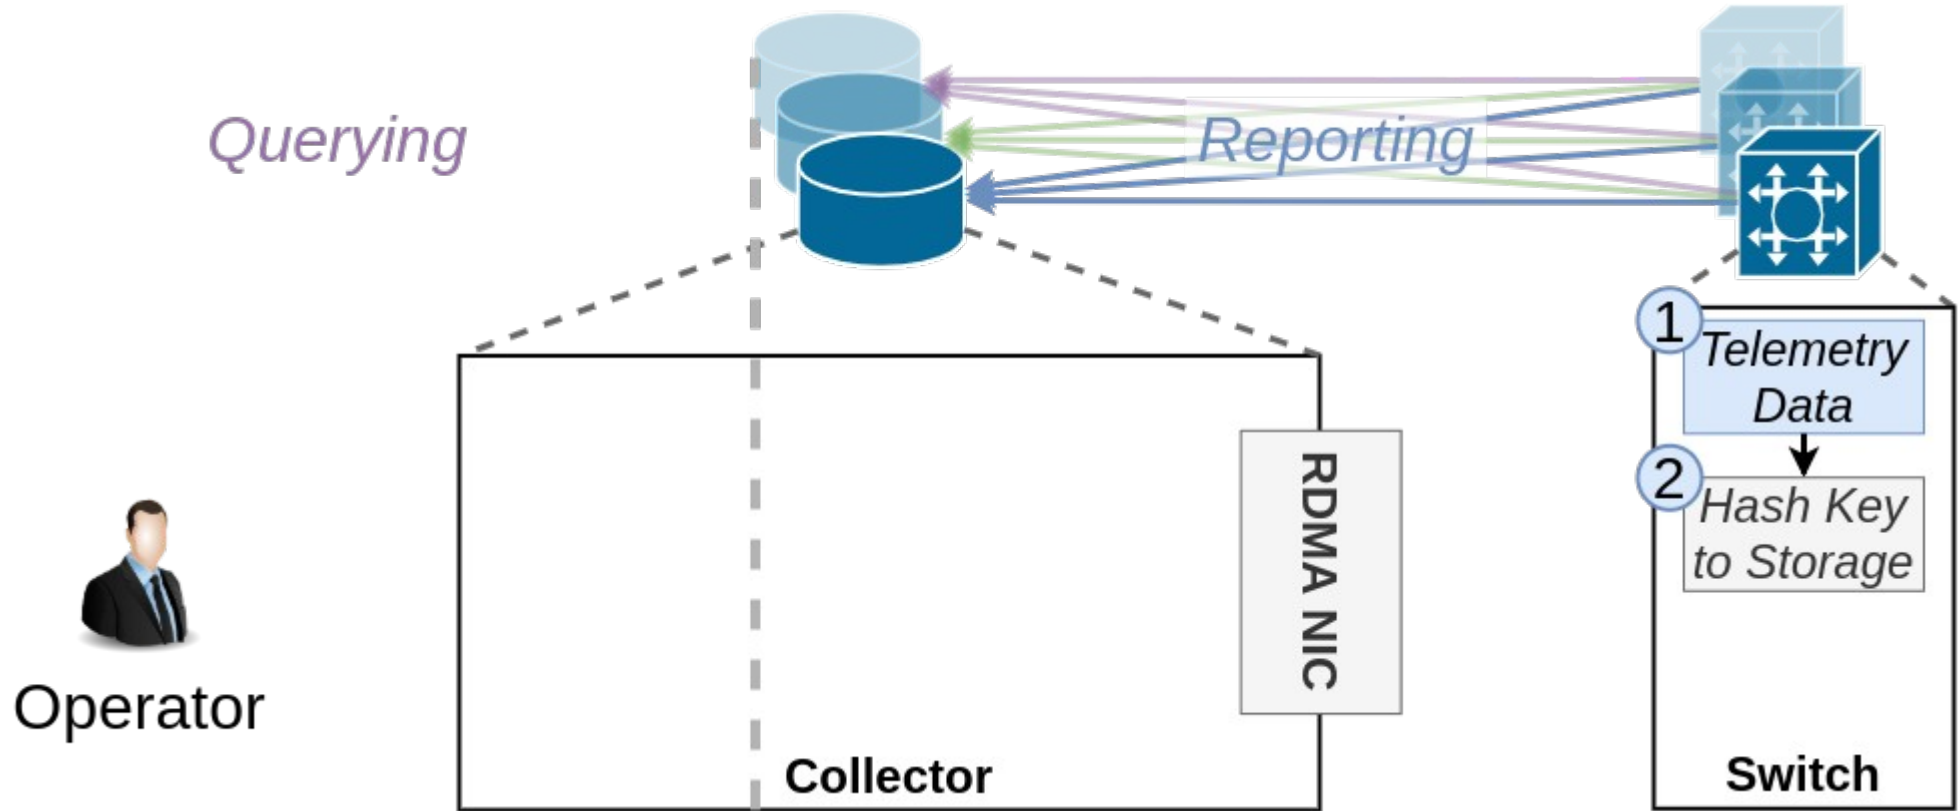 Querying
Reporting
1
Telemetry
Data
2
Hash Key
to Storage
RDMA NIC
Operator
Collector
Switch